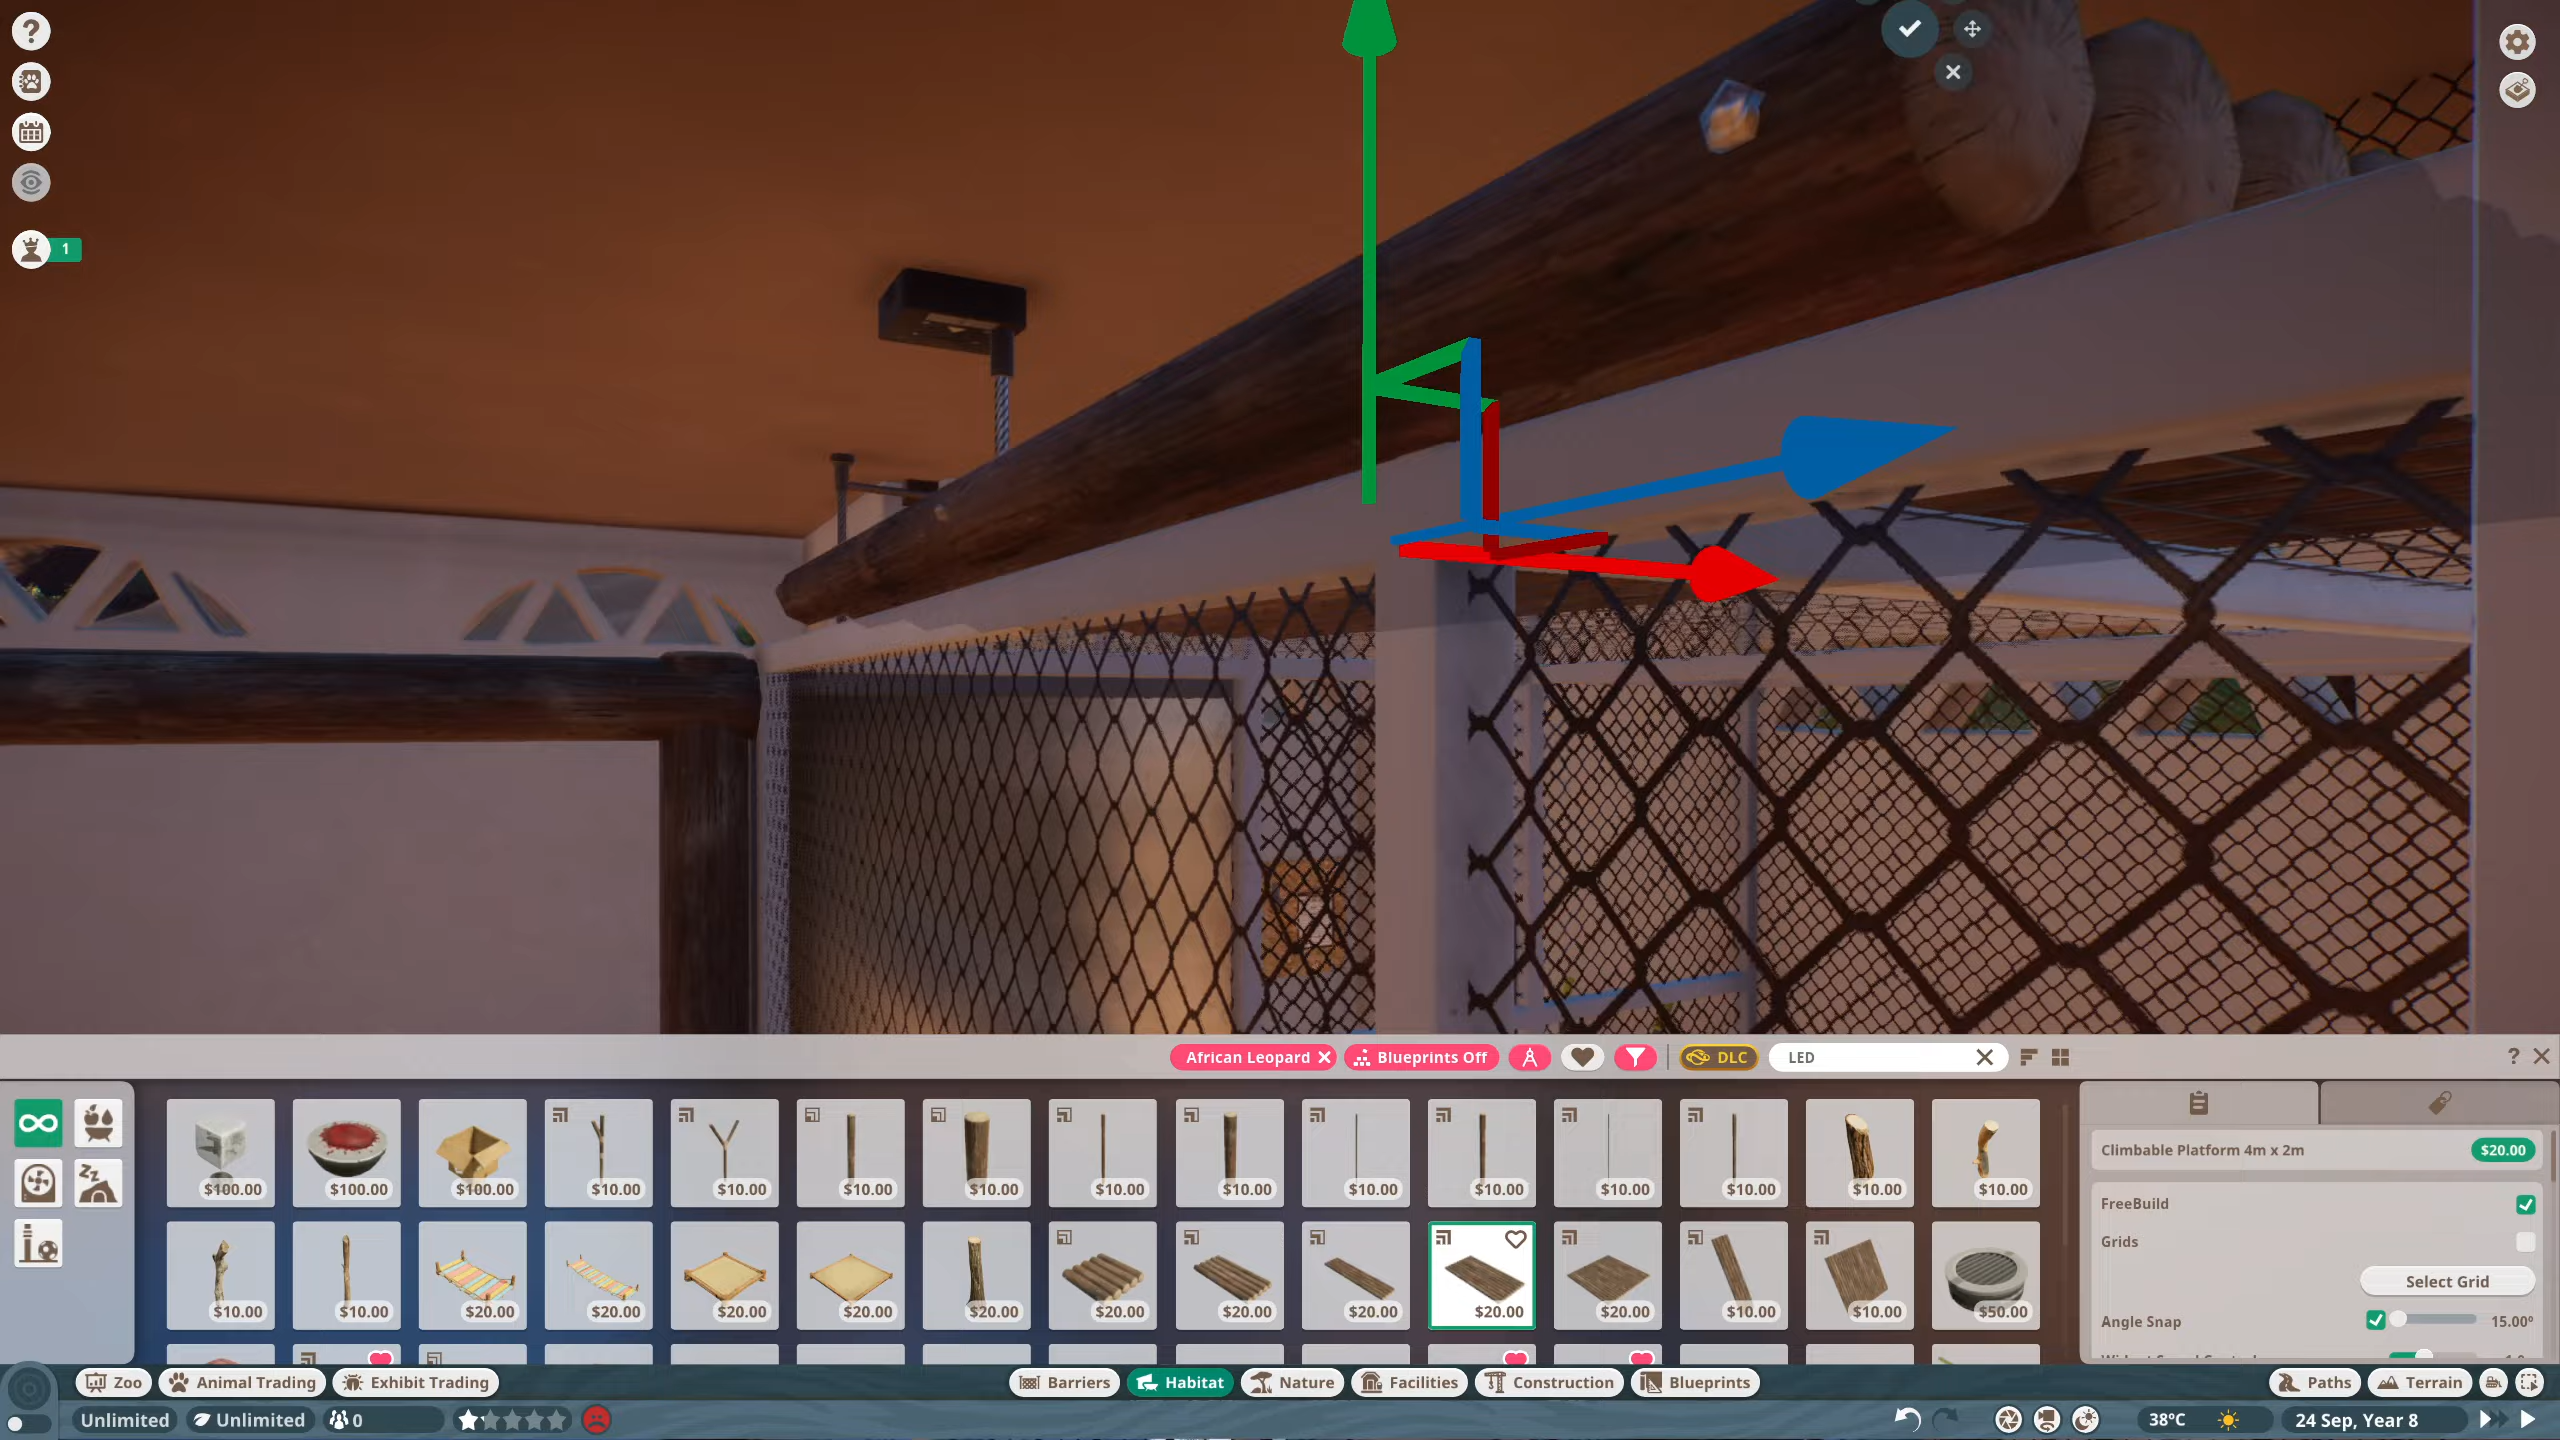 1
African Leopard
Blueprints Off
DLC
LED
?
$100.00 $100.00 $100.00 $10.00 $10.00 $10.00 $10.00 $10.00 $10.00 $10.00 $10.00 $10.00 $10.00 $10.00 $10.00
$10.00 $10.00 $20.00 $20.00 $20.00 $20.00 $20.00 $20.00 $20.00 $20.00 $20.00 $20.00 $10.00 $10.00 $50.00
Climbable Platform 4m x 2m $20.00
FreeBuild
Grids
Select Grid
Angle Snap 15.00°
Zoo Animal Trading Exhibit Trading Barriers Habitat Nature Facilities Construction Blueprints Paths Terrain
Unlimited Unlimited 0 38°C 24 Sep, Year 8